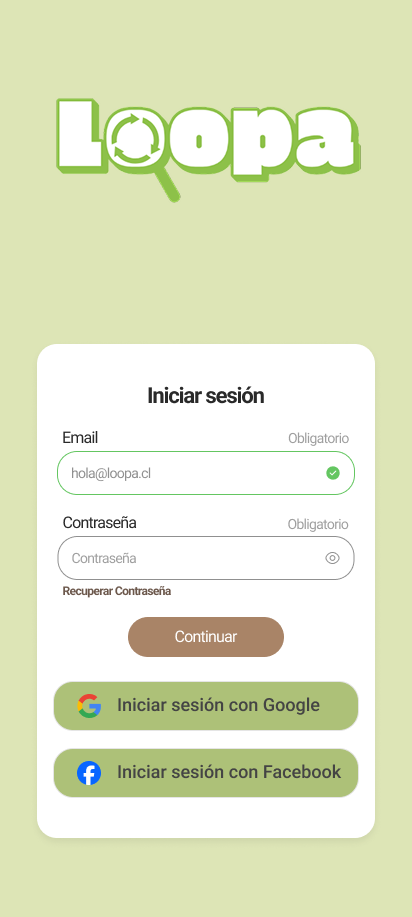 Loopa
Iniciar sesión
Email Obligatorio
hola@loopa.cl
Contraseña Obligatorio
Contraseña
Recuperar Contraseña
Continuar
Iniciar sesión con Google
Iniciar sesión con Facebook